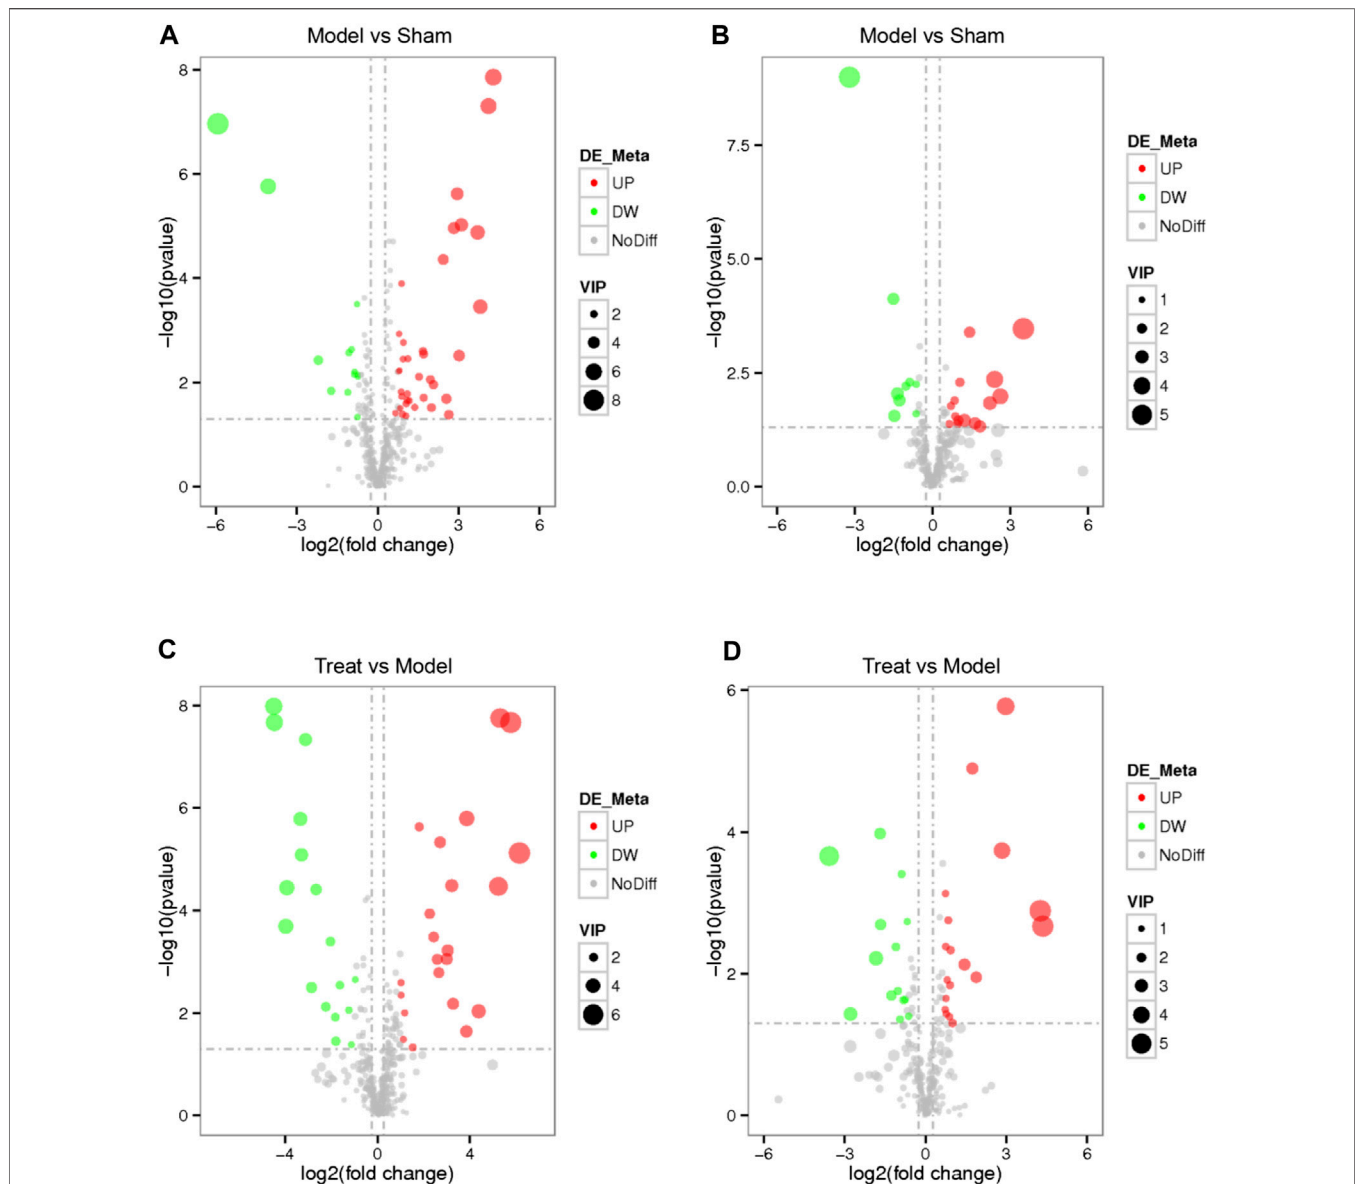 A
Model vs Sham
8
6
4
2
0
−6
−3
0
3
6
−log10(pvalue)
log2(fold change)
DE_Meta
UP
DW
NoDiff
VIP
2
4
6
8
B
Model vs Sham
7.5
5.0
2.5
0.0
−6
−3
0
3
6
−log10(pvalue)
log2(fold change)
DE_Meta
UP
DW
NoDiff
VIP
1
2
3
4
5
C
Treat vs Model
8
6
4
2
0
−4
0
4
−log10(pvalue)
log2(fold change)
DE_Meta
UP
DW
NoDiff
VIP
2
4
6
D
Treat vs Model
6
4
2
0
−6
−3
0
3
6
−log10(pvalue)
log2(fold change)
DE_Meta
UP
DW
NoDiff
VIP
1
2
3
4
5